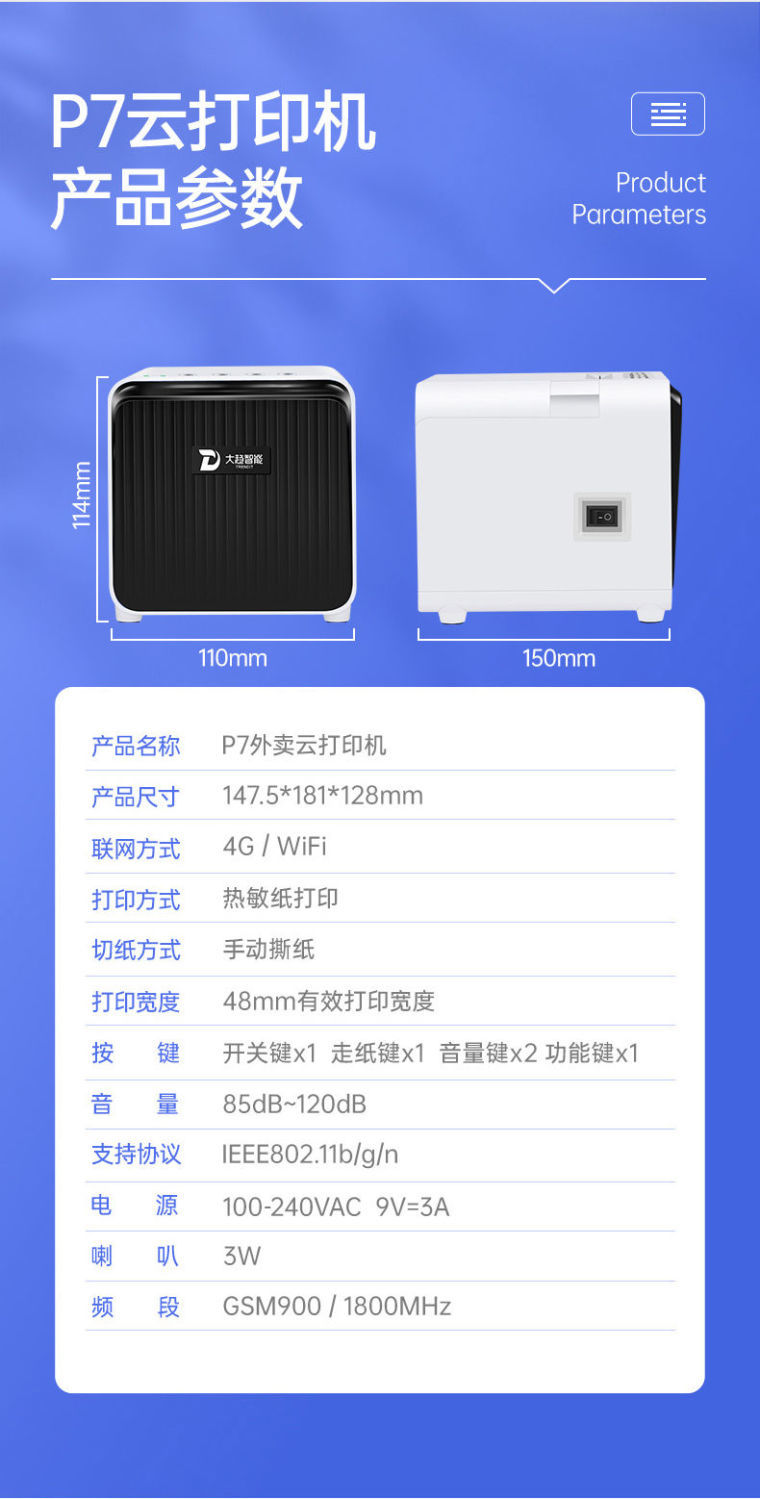 P7云打印机
产品参数
Product
Parameters
大趋智能
TRENDIT
114mm
110mm
150mm
产品名称 P7外卖云打印机
产品尺寸 147.5*181*128mm
联网方式 4G / WiFi
打印方式 热敏纸打印
切纸方式 手动撕纸
打印宽度 48mm有效打印宽度
按 键 开关键x1 走纸键x1 音量键x2 功能键x1
音 量 85dB~120dB
支持协议 IEEE802.11b/g/n
电 源 100-240VAC 9V=3A
喇 叭 3W
频 段 GSM900 / 1800MHz